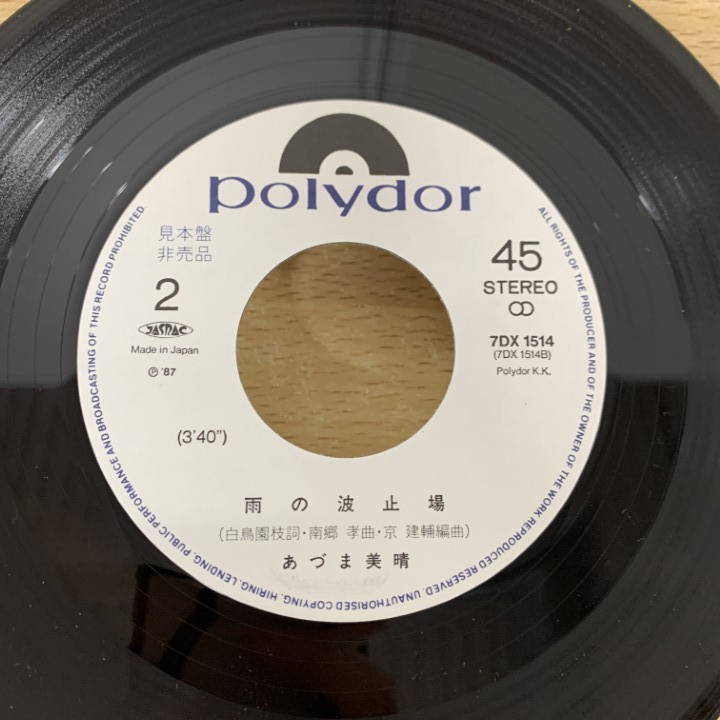 polydor
見本盤
非売品
2
JASRAC
Made in Japan
℗'87
45
STEREO
7DX 1514
(7DX 1514B)
Polydor K.K.
(3'40")
雨の波止場
(白鳥園枝詞・南郷 孝曲・京 建輔編曲)
あづま美晴
ALL RIGHTS OF THE PRODUCER AND OF THE OWNER OF THE WORK REPRODUCED RESERVED. UNAUTHORISED COPYING, HIRING, LENDING, PUBLIC PERFORMANCE AND BROADCASTING OF THIS RECORD PROHIBITED.